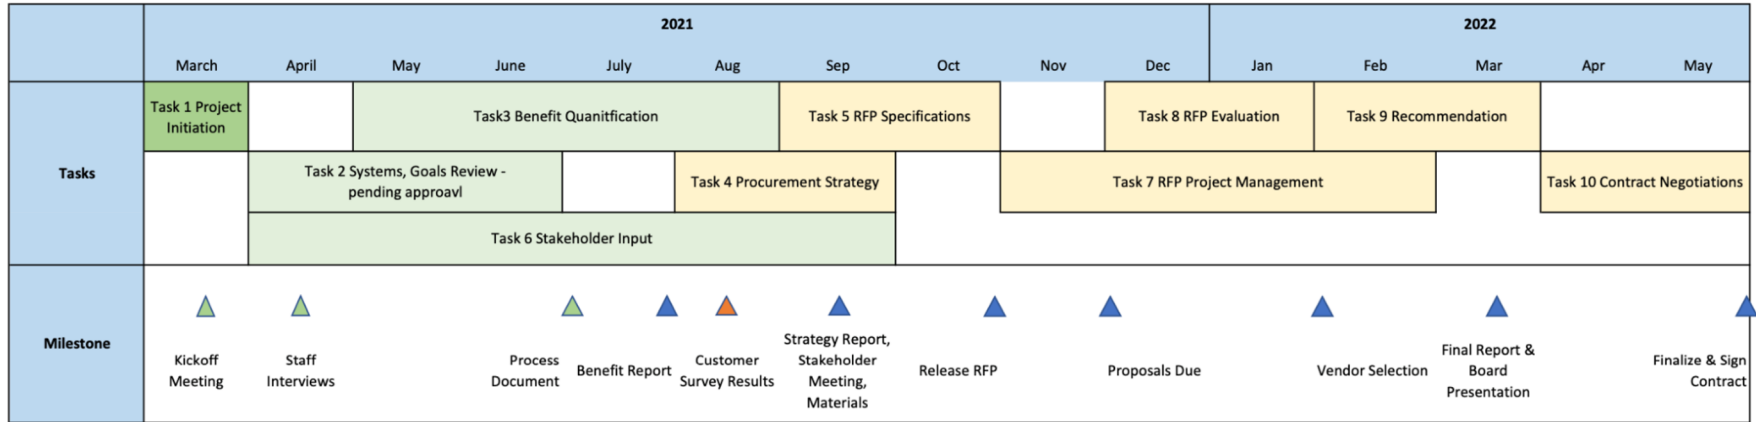 2021
2022
March
April
May
June
July
Aug
Sep
Oct
Nov
Dec
Jan
Feb
Mar
Apr
May
Tasks
Task 1 Project
Initiation
Task3 Benefit Quanitfication
Task 5 RFP Specifications
Task 8 RFP Evaluation
Task 9 Recommendation
Task 2 Systems, Goals Review -
pending approavl
Task 4 Procurement Strategy
Task 7 RFP Project Management
Task 10 Contract Negotiations
Task 6 Stakeholder Input
Milestone
Kickoff
Meeting
Staff
Interviews
Process
Document
Benefit Report
Customer
Survey Results
Strategy Report,
Stakeholder
Meeting,
Materials
Release RFP
Proposals Due
Vendor Selection
Final Report &
Board
Presentation
Finalize & Sign
Contract